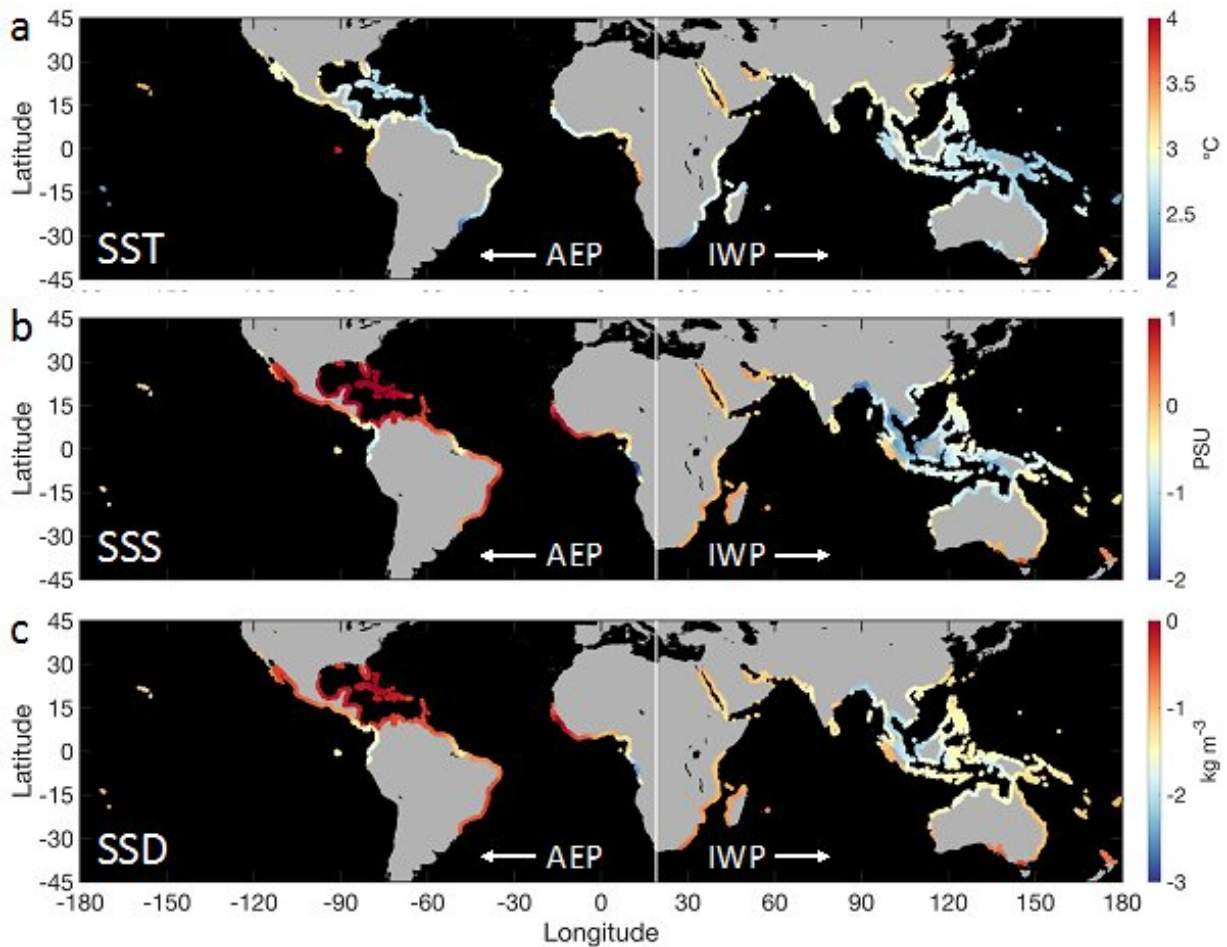 a
45
30
15
0
-15
-30
-45
Latitude
SST
← AEP
IWP →
4
3.5
3
2.5
2
°C
b
45
30
15
0
-15
-30
-45
Latitude
SSS
← AEP
IWP →
1
0
-1
-2
PSU
c
45
30
15
0
-15
-30
-45
Latitude
SSD
← AEP
IWP →
0
-1
-2
-3
kg m⁻³
-180 -150 -120 -90 -60 -30 0 30 60 90 120 150 180
Longitude